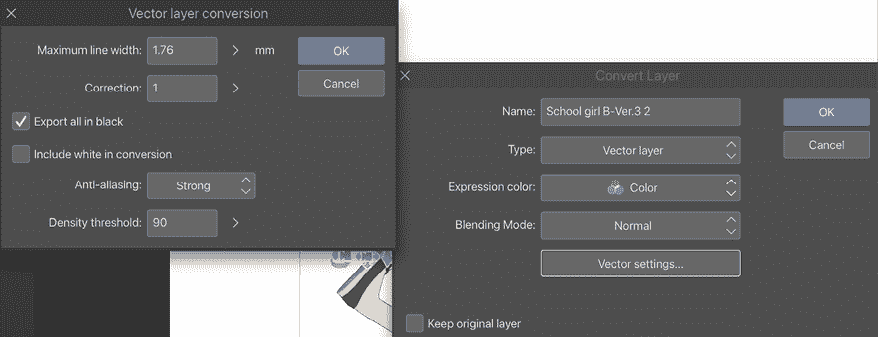 Vector layer conversion
Maximum line width: 1.76 > mm
OK
Correction: 1 >
Cancel
Export all in black
Include white in conversion
Anti-aliasing: Strong
Density threshold: 90 >
Convert Layer
Name: School girl B-Ver.3 2
OK
Type: Vector layer
Cancel
Expression color: Color
Blending Mode: Normal
Vector settings...
Keep original layer